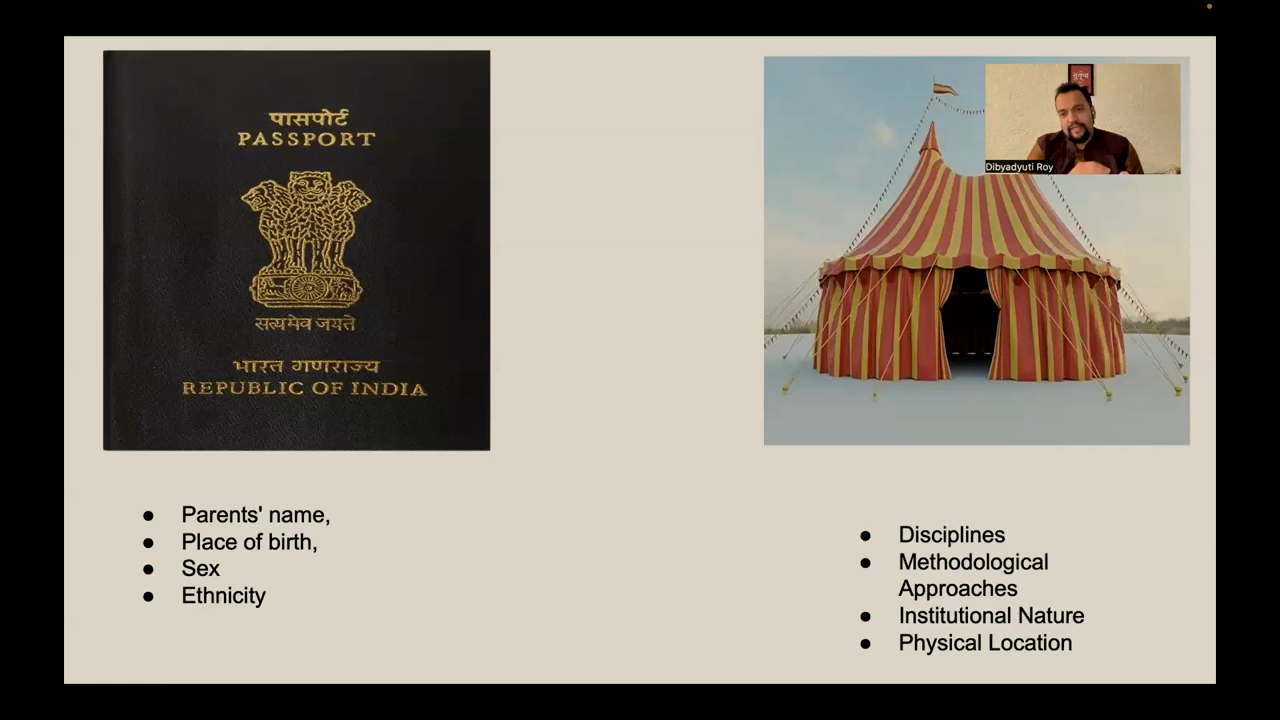 पासपोर्ट
PASSPORT
सत्यमेव जयते
भारत गणराज्य
REPUBLIC OF INDIA
Dibyadyuti Roy
● Parents' name,
● Place of birth,
● Sex
● Ethnicity
● Disciplines
● Methodological
Approaches
● Institutional Nature
● Physical Location